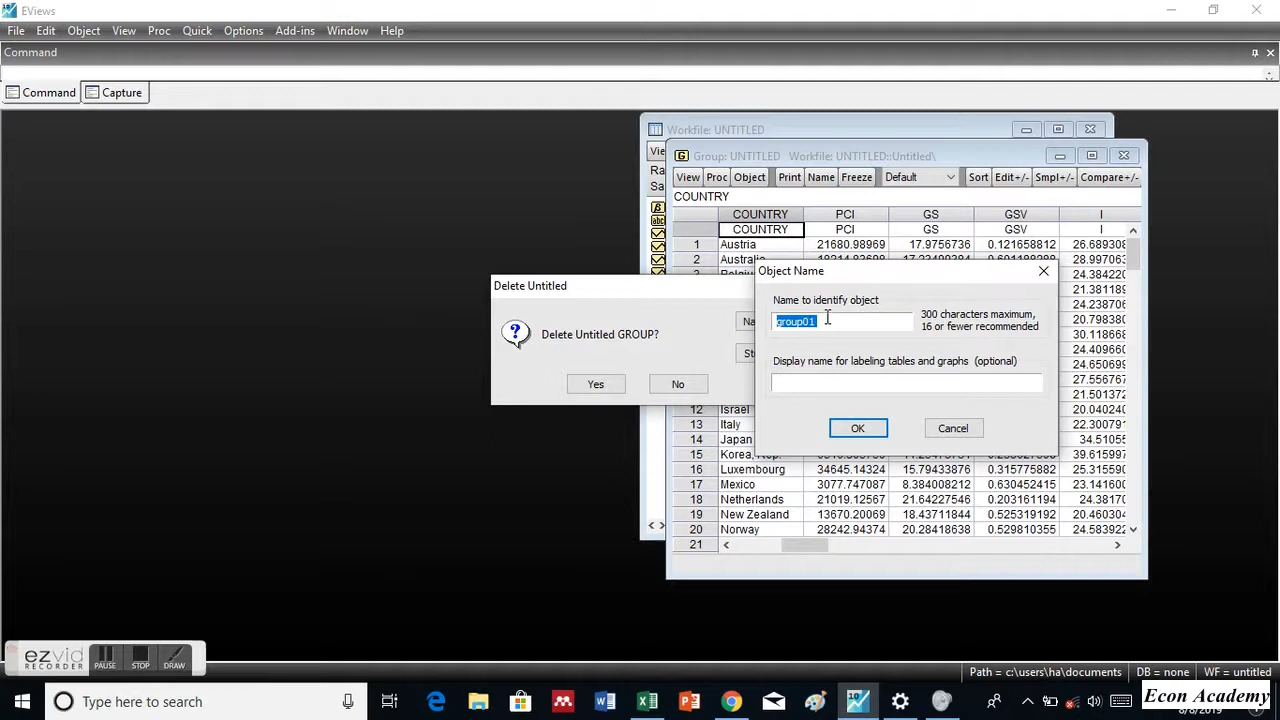 EViews
File Edit Object View Proc Quick Options Add-ins Window Help
Command
Command Capture
Workfile: UNTITLED
Group: UNTITLED Workfile: UNTITLED::Untitled\
View Proc Object Print Name Freeze Default Sort Edit+/- Smpl+/- Compare+/-
COUNTRY
COUNTRY PCI GS GSV I
COUNTRY PCI GS GSV I
1 Austria 21680.98969 17.9756736 0.121658812 26.689308
2 28.997063
24.384422
21.381189
24.238706
20.798380
30.118668
24.409660
24.650699
27.556767
21.501372
12 Israel 20.040240
13 Italy 22.300791
14 Japan 34.51055
15 39.615997
16 Luxembourg 34645.14324 15.79433876 0.315775882 25.315590
17 Mexico 3077.747087 8.384008212 0.630452415 23.141600
18 Netherlands 21019.12567 21.64227546 0.203161194 24.38170
19 New Zealand 13670.20069 18.43711844 0.525319192 20.460304
20 Norway 28242.94374 20.28418638 0.529810355 24.583922
21
Delete Untitled
Delete Untitled GROUP?
Yes No
Object Name
Name to identify object
group01
300 characters maximum,
16 or fewer recommended
Display name for labeling tables and graphs (optional)
OK Cancel
ezvid
RECORDER
PAUSE STOP DRAW
Path = c:\users\ha\documents DB = none WF = untitled
Type here to search
Econ Academy
8/8/2019